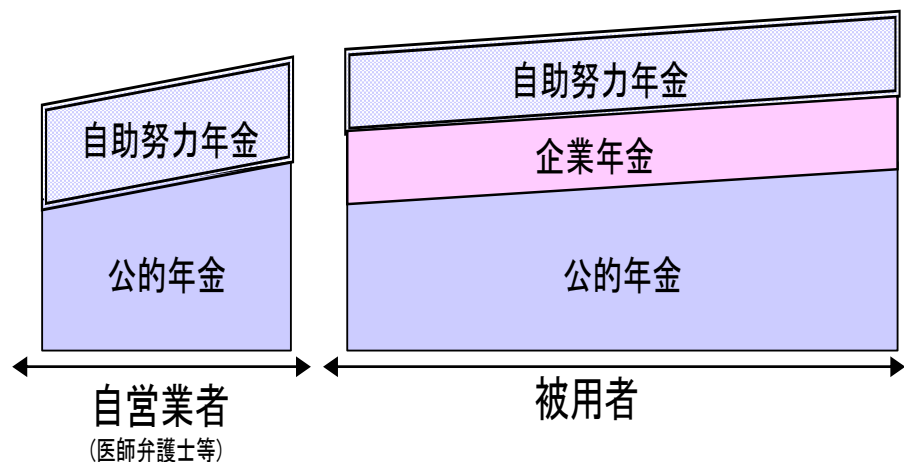 自助努力年金
公的年金
自営業者
(医師弁護士等)
自助努力年金
企業年金
公的年金
被用者